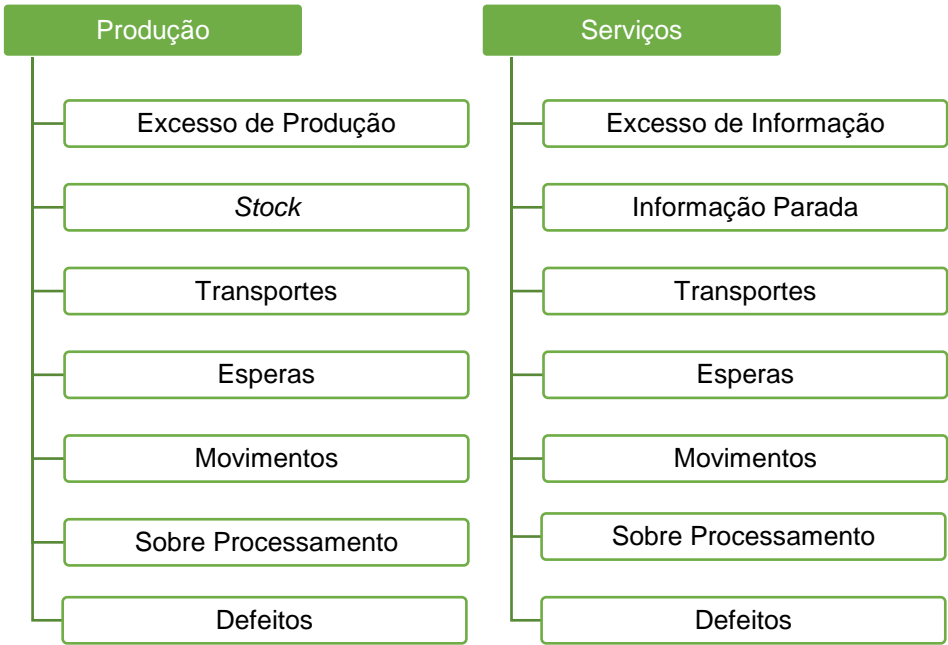 Produção
Excesso de Produção
Stock
Transportes
Esperas
Movimentos
Sobre Processamento
Defeitos
Serviços
Excesso de Informação
Informação Parada
Transportes
Esperas
Movimentos
Sobre Processamento
Defeitos